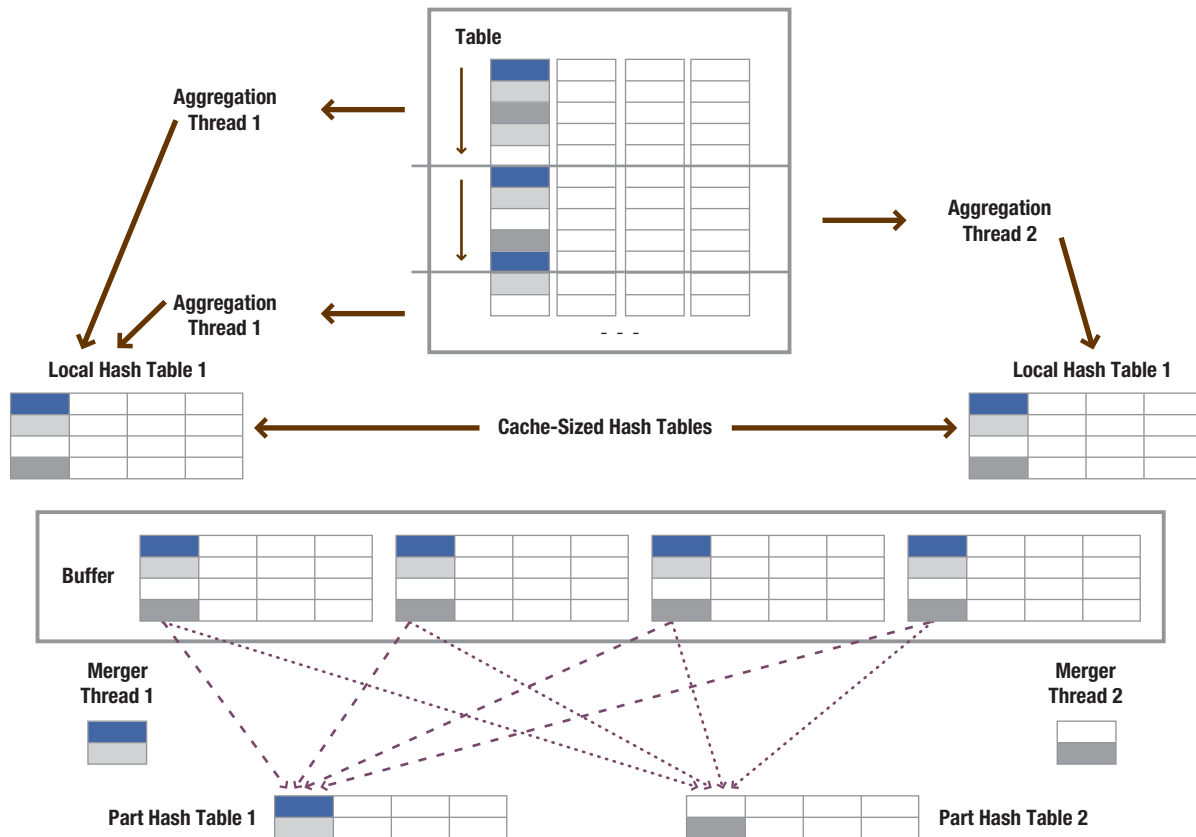 Table
Aggregation
Thread 1
Aggregation
Thread 2
Aggregation
Thread 1
- - -
Local Hash Table 1
Local Hash Table 1
Cache-Sized Hash Tables
Buffer
Merger
Thread 1
Merger
Thread 2
Part Hash Table 1
Part Hash Table 2